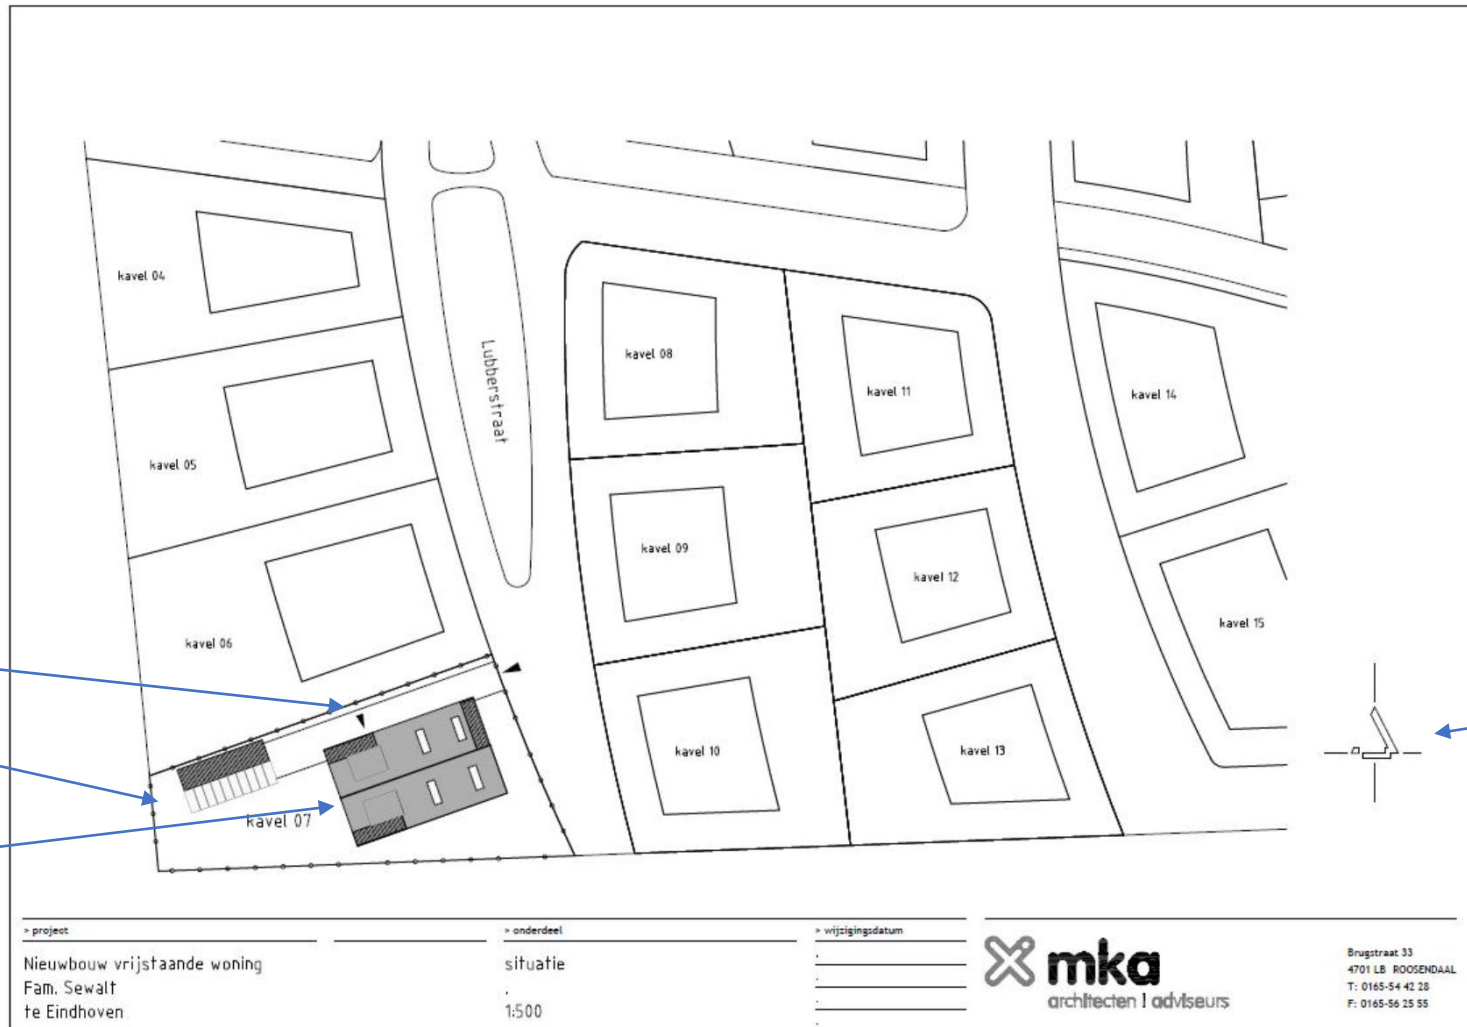 kavel 04
kavel 05
kavel 06
kavel 07
Lubberstraat
kavel 08
kavel 09
kavel 10
kavel 11
kavel 12
kavel 13
kavel 14
kavel 15
> project
Nieuwbouw vrijstaande woning
Fam. Sewalt
te Eindhoven
> onderdeel
situatie
.
1:500
> wijzigingsdatum
mka
architecten | adviseurs
Brugstraat 33
4701 LB ROOSENDAAL
T: 0165-54 42 28
F: 0165-56 25 55